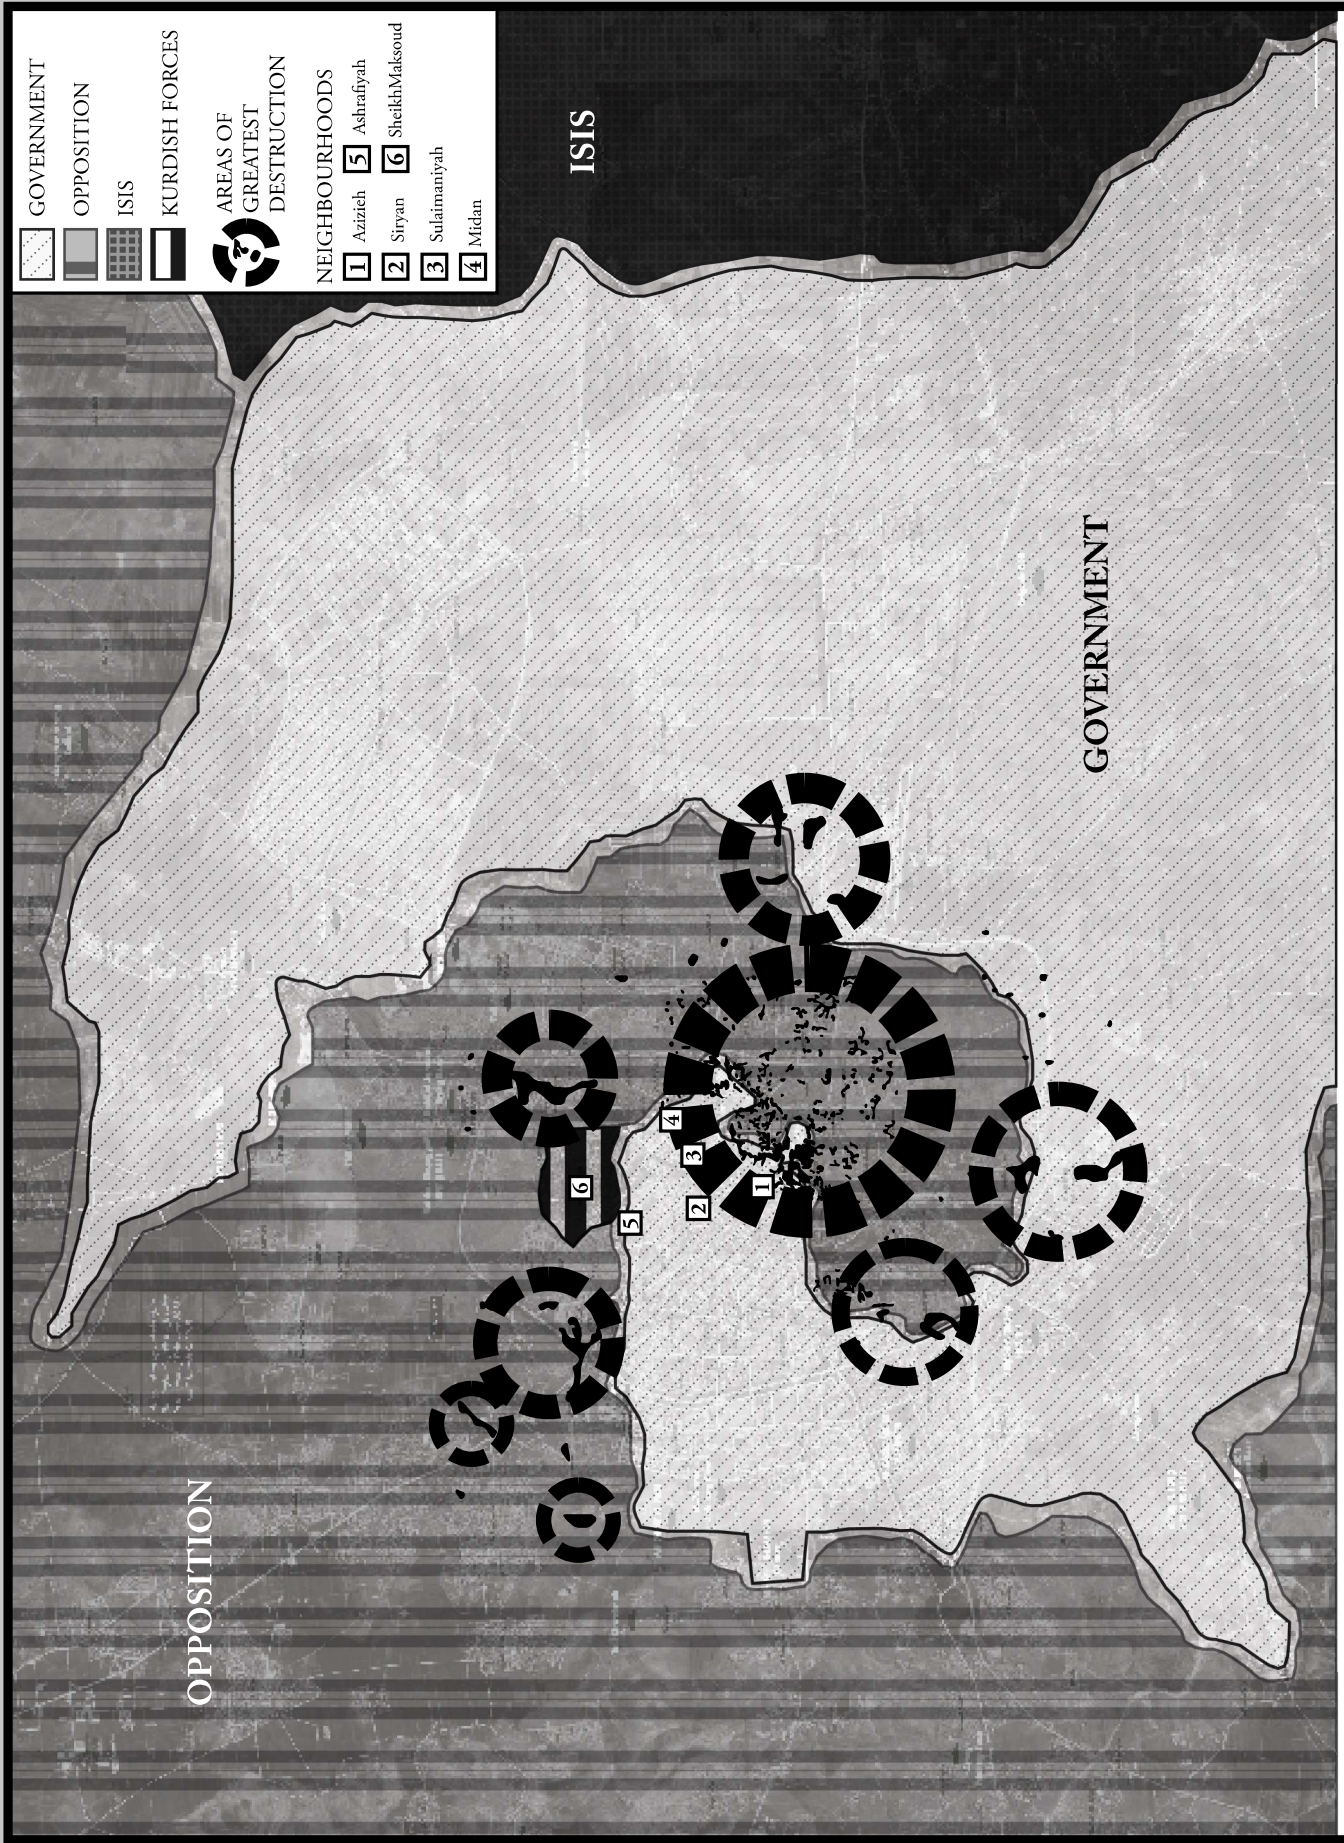 GOVERNMENT
OPPOSITION
ISIS
KURDISH FORCES
AREAS OF
GREATEST
DESTRUCTION
NEIGHBOURHOODS
1 Azizieh 5 Ashrafiyah
2 Siryan 6 SheikhMaksoud
3 Sulaimaniyah
4 Midan
OPPOSITION
ISIS
GOVERNMENT
6
5
4
3
2
1